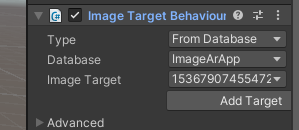 Image Target Behaviour
Type From Database
Database ImageArApp
Image Target 15367907455472
Add Target
Advanced